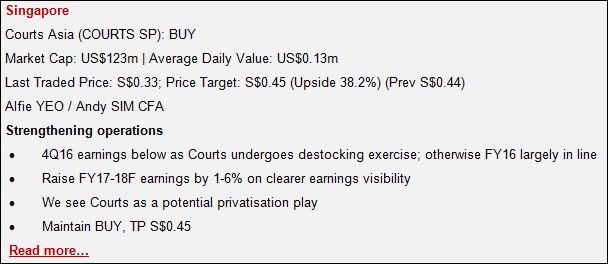 Singapore
Courts Asia (COURTS SP): BUY
Market Cap: US$123m | Average Daily Value: US$0.13m
Last Traded Price: S$0.33; Price Target: S$0.45 (Upside 38.2%) (Prev S$0.44)
Alfie YEO / Andy SIM CFA
Strengthening operations
• 4Q16 earnings below as Courts undergoes destocking exercise; otherwise FY16 largely in line
• Raise FY17-18F earnings by 1-6% on clearer earnings visibility
• We see Courts as a potential privatisation play
• Maintain BUY, TP S$0.45
Read more…